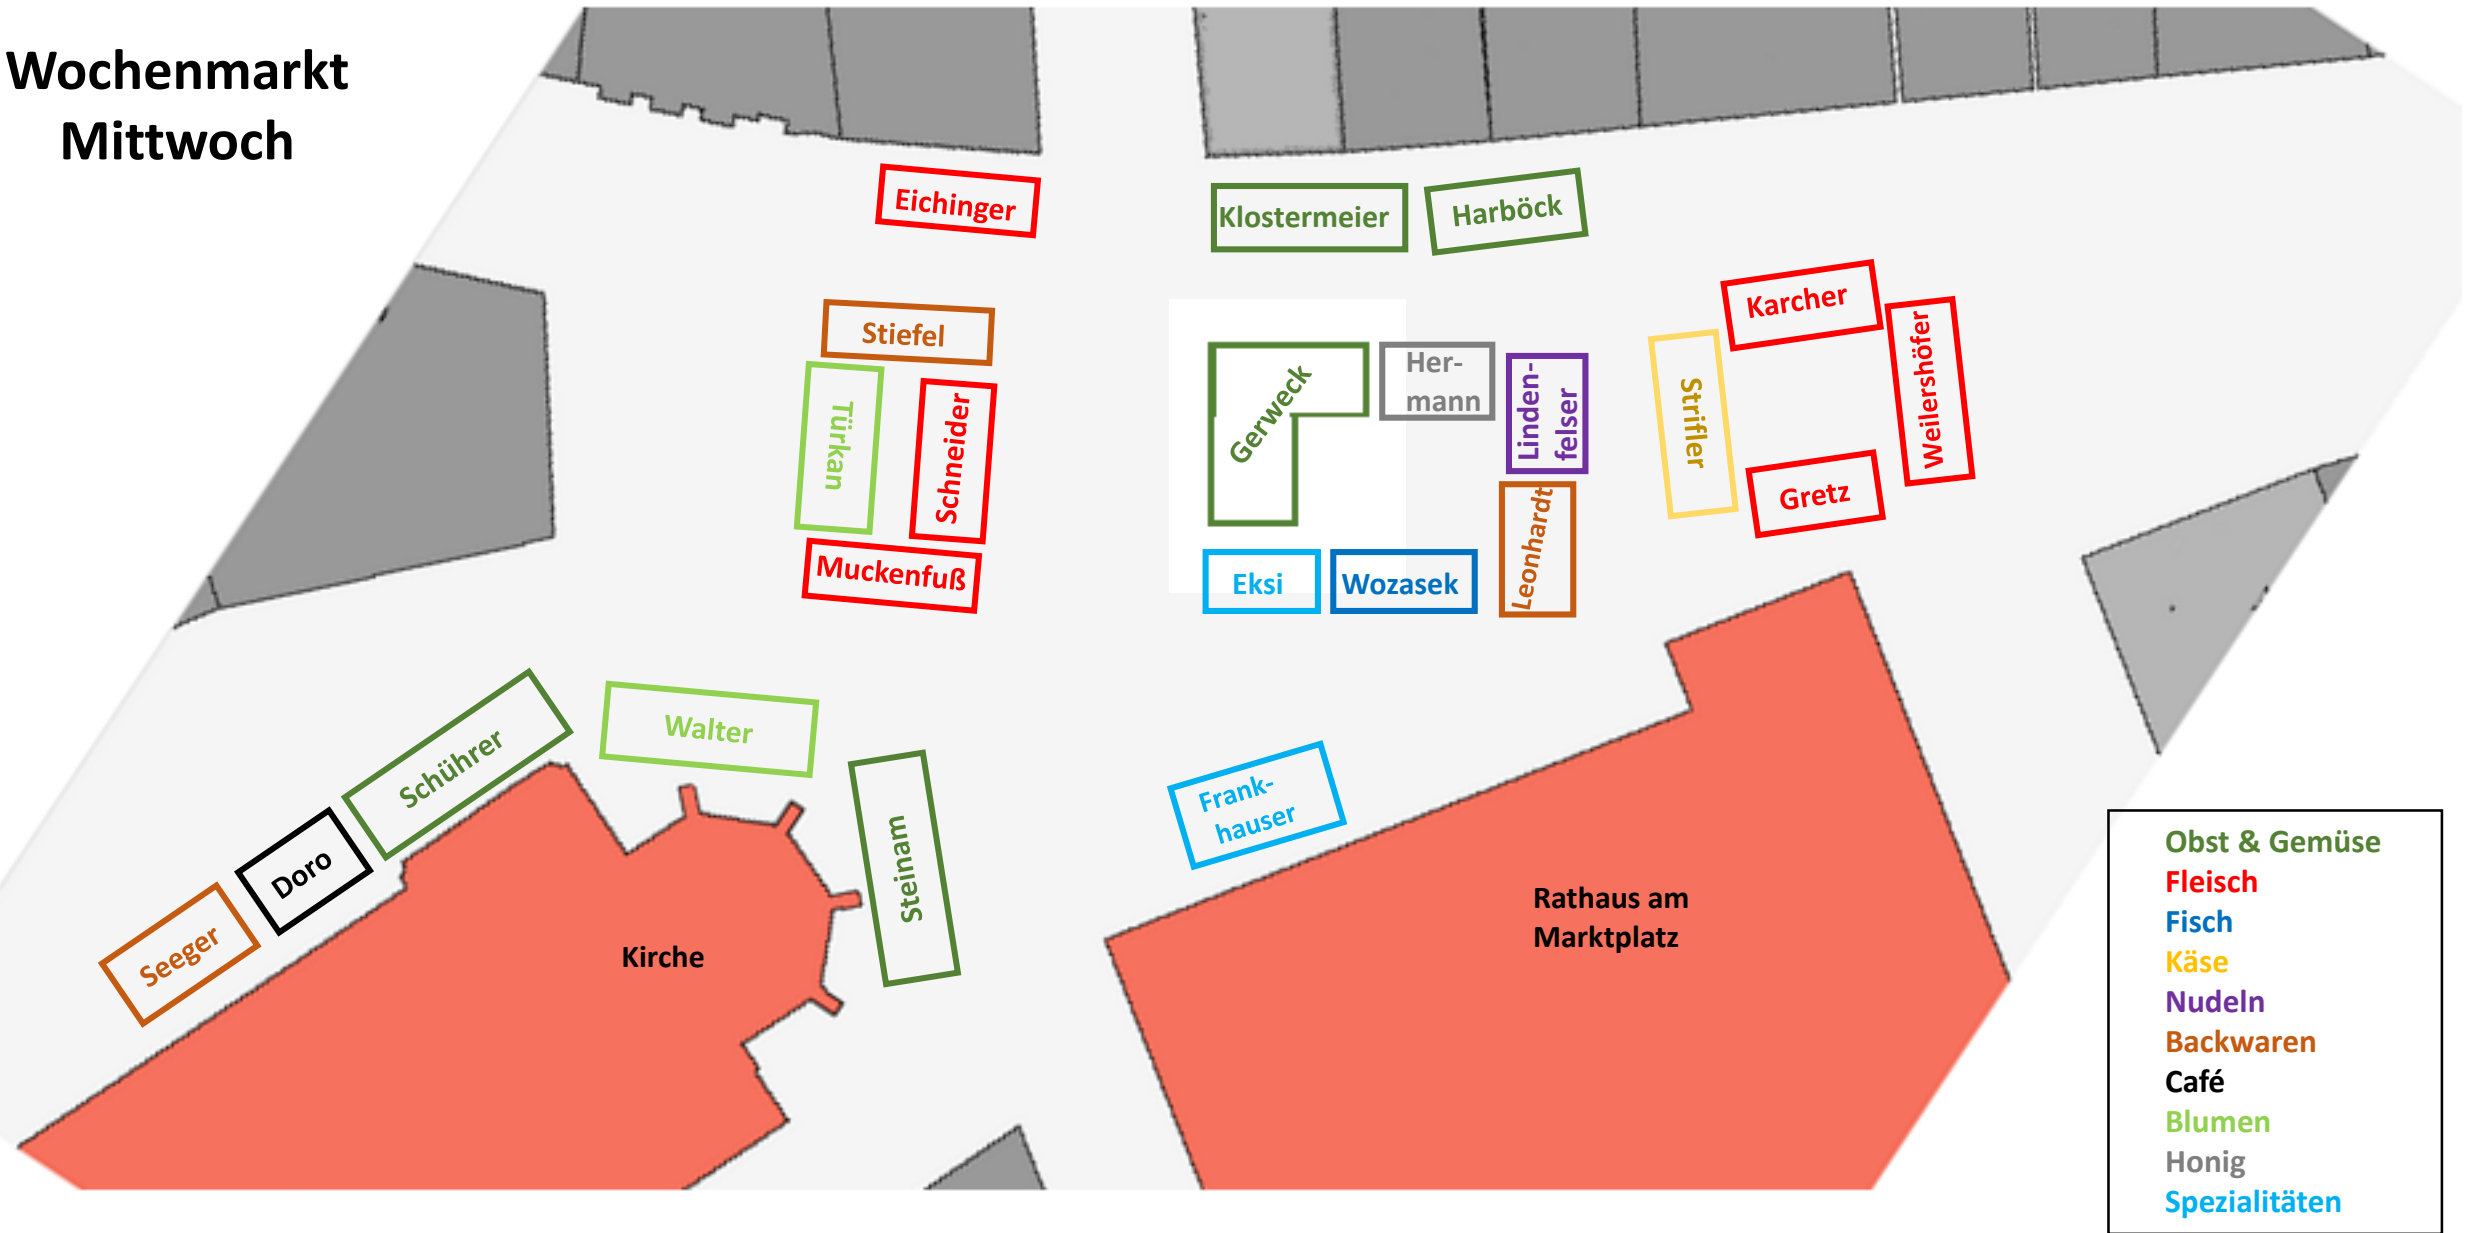 Wochenmarkt
Mittwoch
Eichinger
Klostermeier
Harböck
Stiefel
Türkan
Schneider
Muckenfuß
Gerweck
Her-
mann
Linden-
felser
Leonhardt
Eksi
Wozasek
Karcher
Weilershöfer
Strifler
Gretz
Schührer
Walter
Steinam
Doro
Seeger
Frank-
hauser
Kirche
Rathaus am
Marktplatz
Obst & Gemüse
Fleisch
Fisch
Käse
Nudeln
Backwaren
Café
Blumen
Honig
Spezialitäten